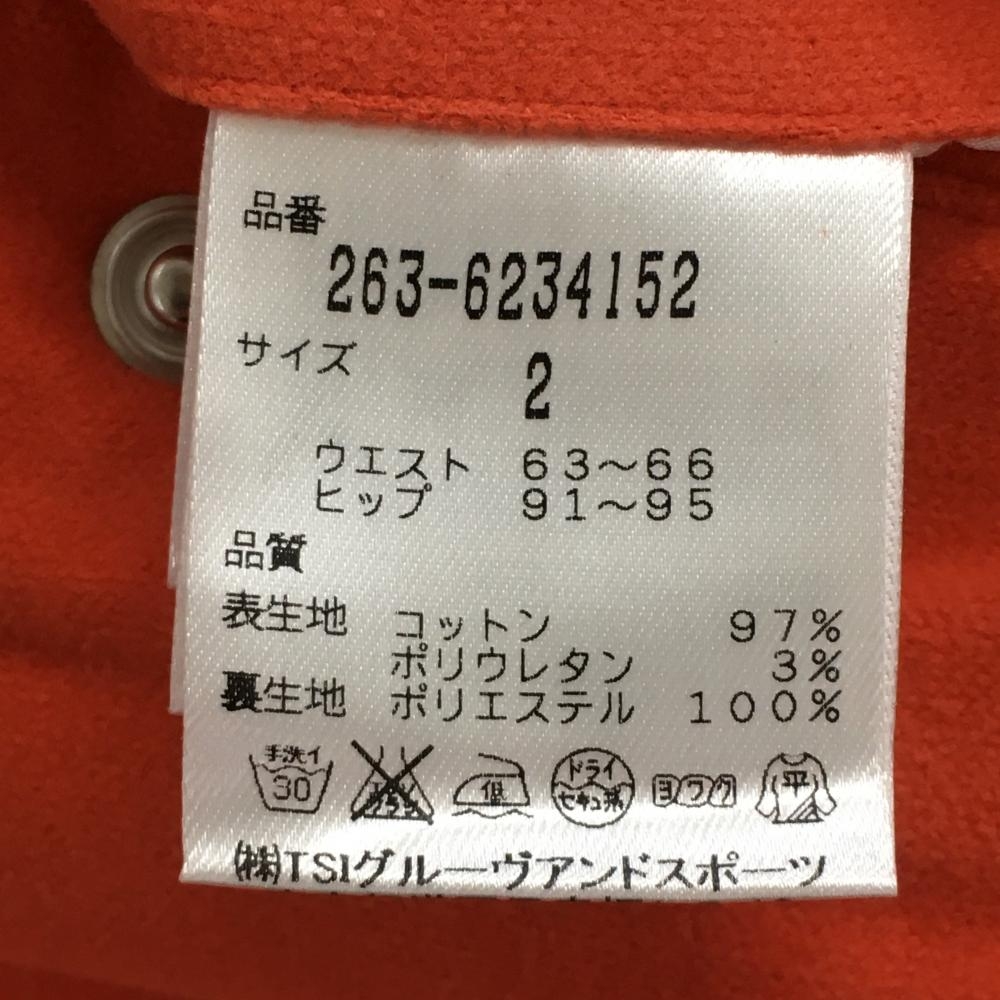 品番
263-6234152
サイズ
2
ウエスト 63～66
ヒップ 91～95
品質
表生地 コットン 97%
ポリウレタン 3%
裏生地 ポリエステル 100%
手洗イ 30 低 ドライ セキユ系 ヨワク 平
(株)TSIグルーヴアンドスポーツ